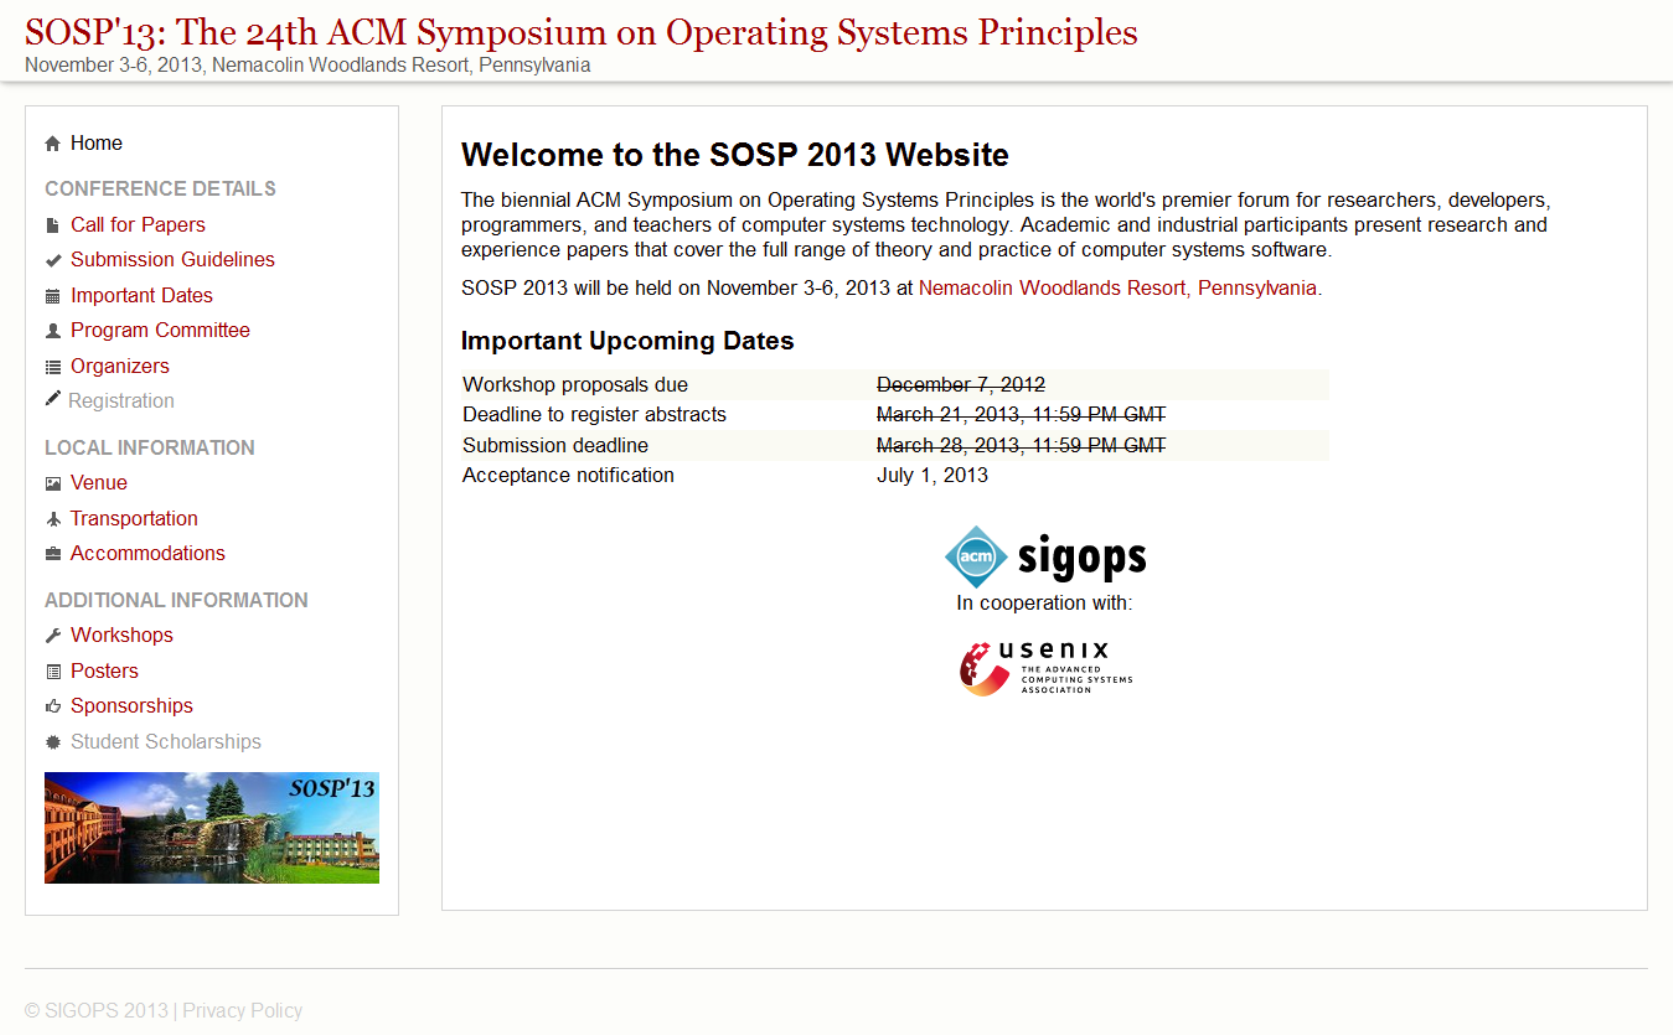 SOSP'13: The 24th ACM Symposium on Operating Systems Principles
November 3-6, 2013, Nemacolin Woodlands Resort, Pennsylvania
Home
CONFERENCE DETAILS
Call for Papers
Submission Guidelines
Important Dates
Program Committee
Organizers
Registration
LOCAL INFORMATION
Venue
Transportation
Accommodations
ADDITIONAL INFORMATION
Workshops
Posters
Sponsorships
Student Scholarships
SOSP'13
Welcome to the SOSP 2013 Website
The biennial ACM Symposium on Operating Systems Principles is the world's premier forum for researchers, developers,
programmers, and teachers of computer systems technology. Academic and industrial participants present research and
experience papers that cover the full range of theory and practice of computer systems software.
SOSP 2013 will be held on November 3-6, 2013 at Nemacolin Woodlands Resort, Pennsylvania.
Important Upcoming Dates
Workshop proposals due December 7, 2012
Deadline to register abstracts March 21, 2013, 11:59 PM GMT
Submission deadline March 28, 2013, 11:59 PM GMT
Acceptance notification July 1, 2013
acm sigops
In cooperation with:
usenix
THE ADVANCED
COMPUTING SYSTEMS
ASSOCIATION
© SIGOPS 2013 | Privacy Policy